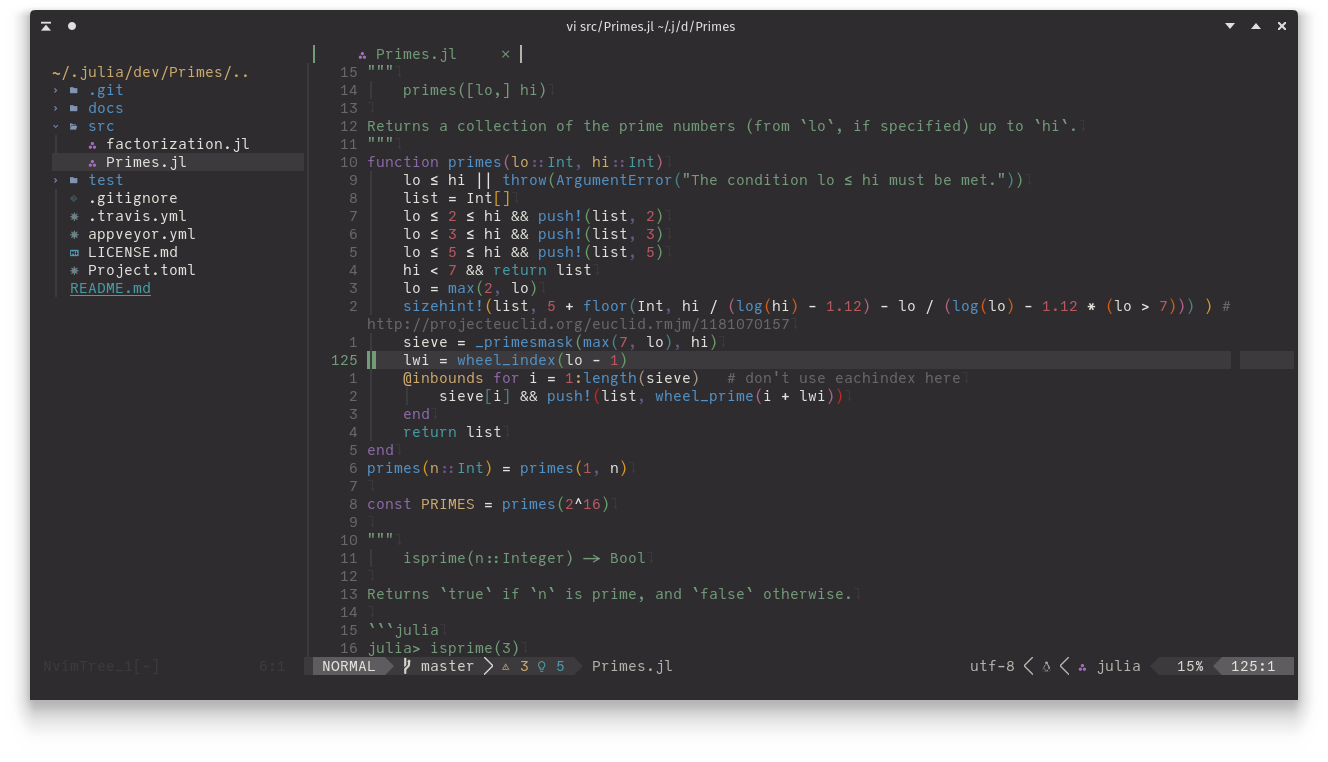 vi src/Primes.jl ~/.j/d/Primes
Primes.jl ×
~/.julia/dev/Primes/..
.git
docs
src
factorization.jl
Primes.jl
test
.gitignore
.travis.yml
appveyor.yml
LICENSE.md
Project.toml
README.md
15 """
14     primes([lo,] hi)
13
12 Returns a collection of the prime numbers (from `lo`, if specified) up to `hi`.
11 """
10 function primes(lo::Int, hi::Int)
9     lo ≤ hi || throw(ArgumentError("The condition lo ≤ hi must be met."))
8     list = Int[]
7     lo ≤ 2 ≤ hi && push!(list, 2)
6     lo ≤ 3 ≤ hi && push!(list, 3)
5     lo ≤ 5 ≤ hi && push!(list, 5)
4     hi < 7 && return list
3     lo = max(2, lo)
2     sizehint!(list, 5 + floor(Int, hi / (log(hi) - 1.12) - lo / (log(lo) - 1.12 * (lo > 7))) ) #
http://projecteuclid.org/euclid.rmjm/1181070157
1     sieve = _primesmask(max(7, lo), hi)
125     lwi = wheel_index(lo - 1)
1     @inbounds for i = 1:length(sieve)   # don't use eachindex here
2         sieve[i] && push!(list, wheel_prime(i + lwi))
3     end
4     return list
5 end
6 primes(n::Int) = primes(1, n)
7
8 const PRIMES = primes(2^16)
9
10 """
11     isprime(n::Integer) -> Bool
12
13 Returns `true` if `n` is prime, and `false` otherwise.
14
15 ```julia
16 julia> isprime(3)
NvimTree_1[-] 6:1 NORMAL master 3 5 Primes.jl utf-8 julia 15% 125:1